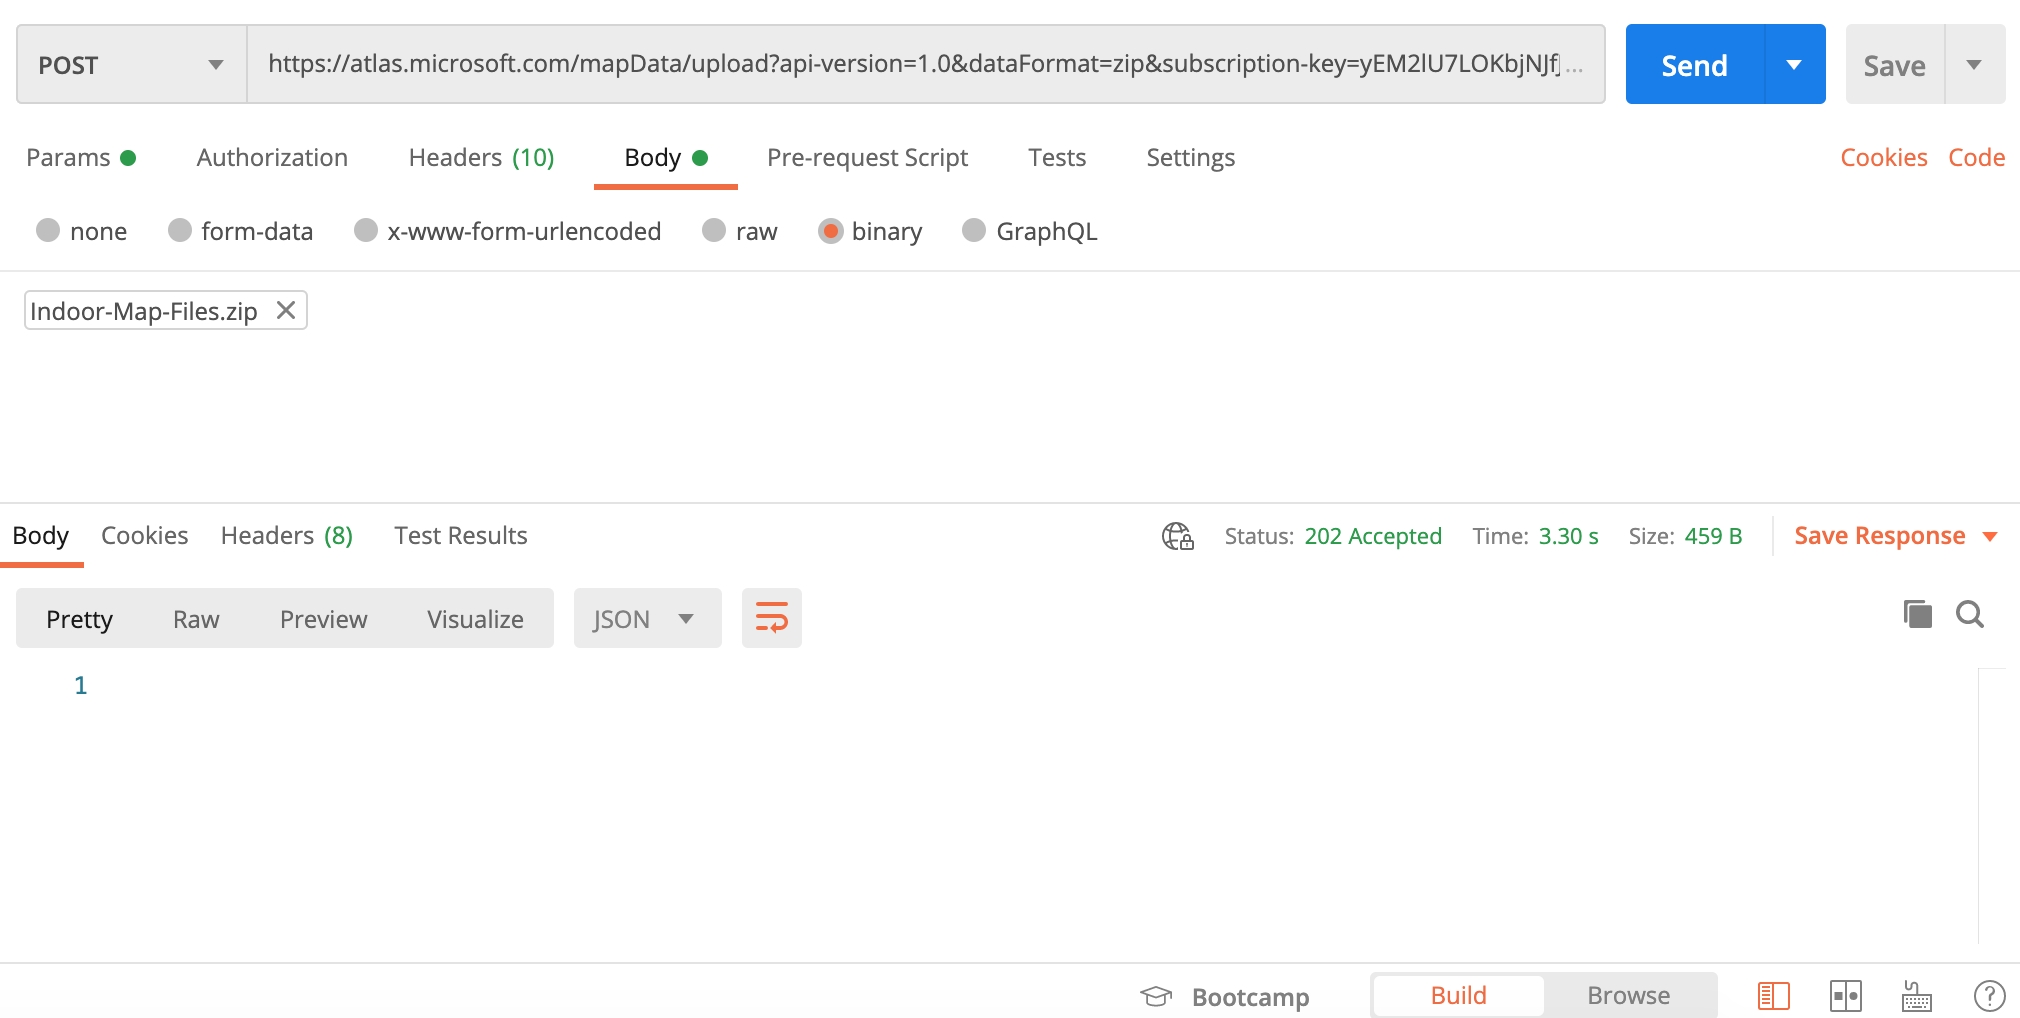 POST https://atlas.microsoft.com/mapData/upload?api-version=1.0&dataFormat=zip&subscription-key=yEM2lU7LOKbjNJfj... Send Save
Params Authorization Headers (10) Body Pre-request Script Tests Settings Cookies Code
none form-data x-www-form-urlencoded raw binary GraphQL
Indoor-Map-Files.zip
Body Cookies Headers (8) Test Results Status: 202 Accepted Time: 3.30 s Size: 459 B Save Response
Pretty Raw Preview Visualize JSON
1
Bootcamp Build Browse